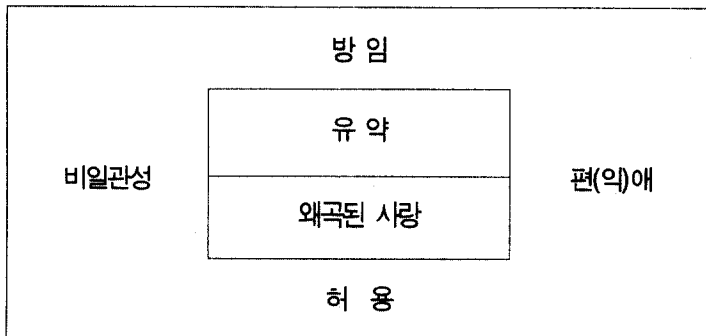 방 임
유 약
비일관성
편(익)애
왜곡된 사랑
허 용